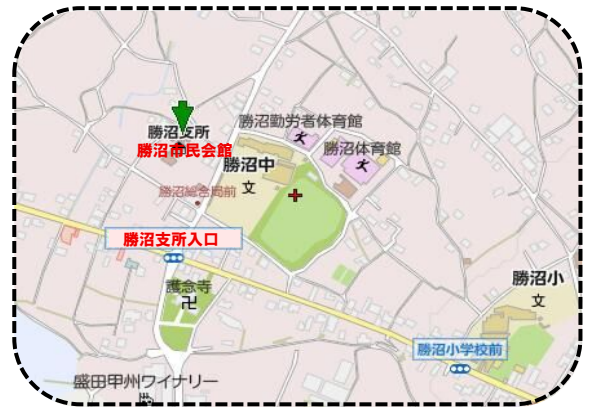 勝沼勤労者体育館
勝沼支所
勝沼市民会館
勝沼体育館
勝沼中
文
勝沼総合局前
勝沼支所入口
護念寺
卍
勝沼小
文
勝沼小学校前
盛田甲州ワイナリー